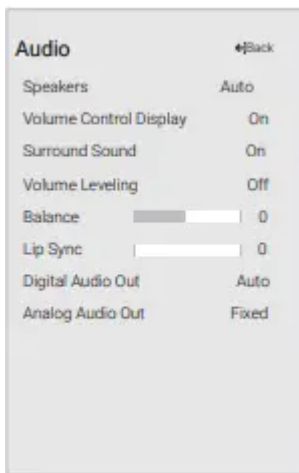 Audio Back
Speakers Auto
Volume Control Display On
Surround Sound On
Volume Leveling Off
Balance 0
Lip Sync 0
Digital Audio Out Auto
Analog Audio Out Fixed